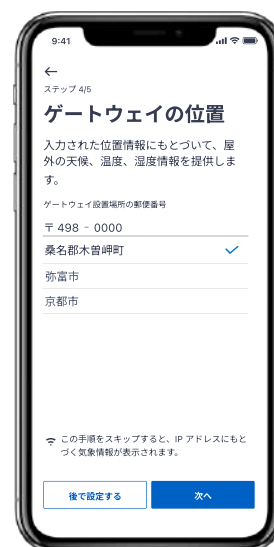 9:41
ステップ 4/5
ゲートウェイの位置
入力された位置情報にもとづいて、屋
外の天候、温度、湿度情報を提供しま
す。
ゲートウェイ設置場所の郵便番号
〒 498 － 0000
桑名郡木曽岬町
弥富市
京都市
この手順をスキップすると、IP アドレスにもと
づく気象情報が表示されます。
後で設定する
次へ